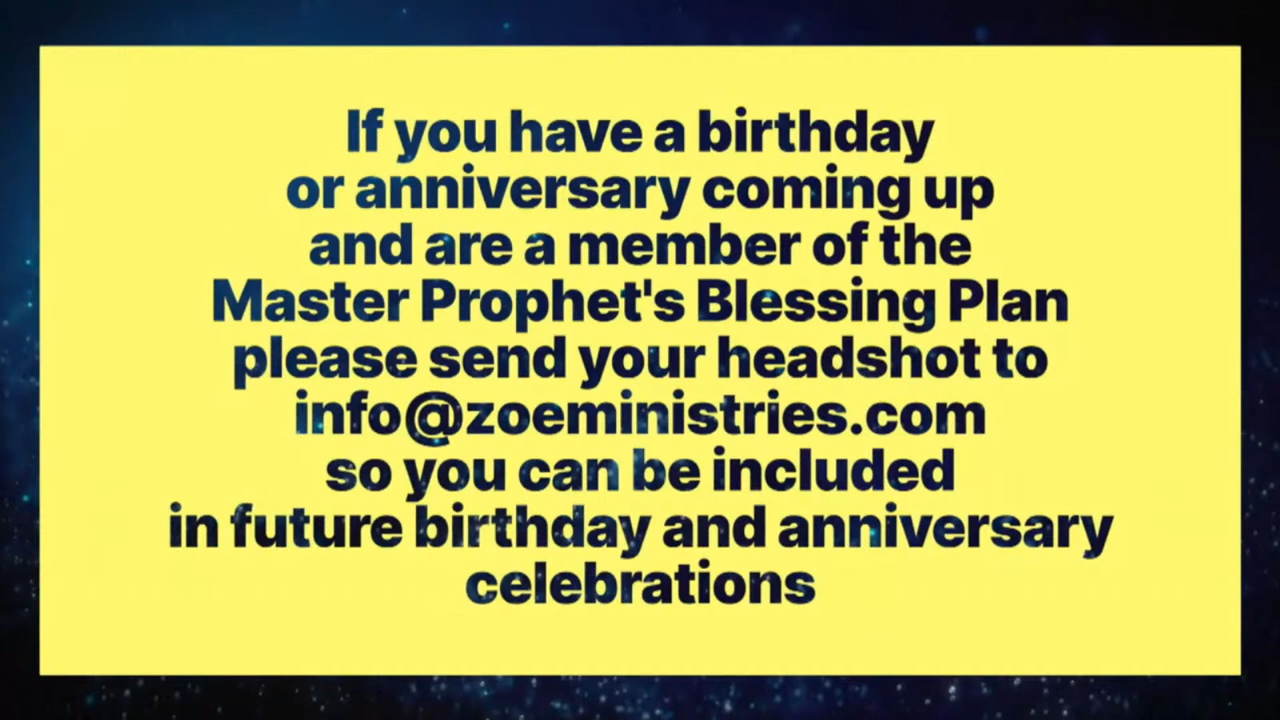 If you have a birthday
or anniversary coming up
and are a member of the
Master Prophet's Blessing Plan
please send your headshot to
info@zoeministries.com
so you can be included
in future birthday and anniversary
celebrations